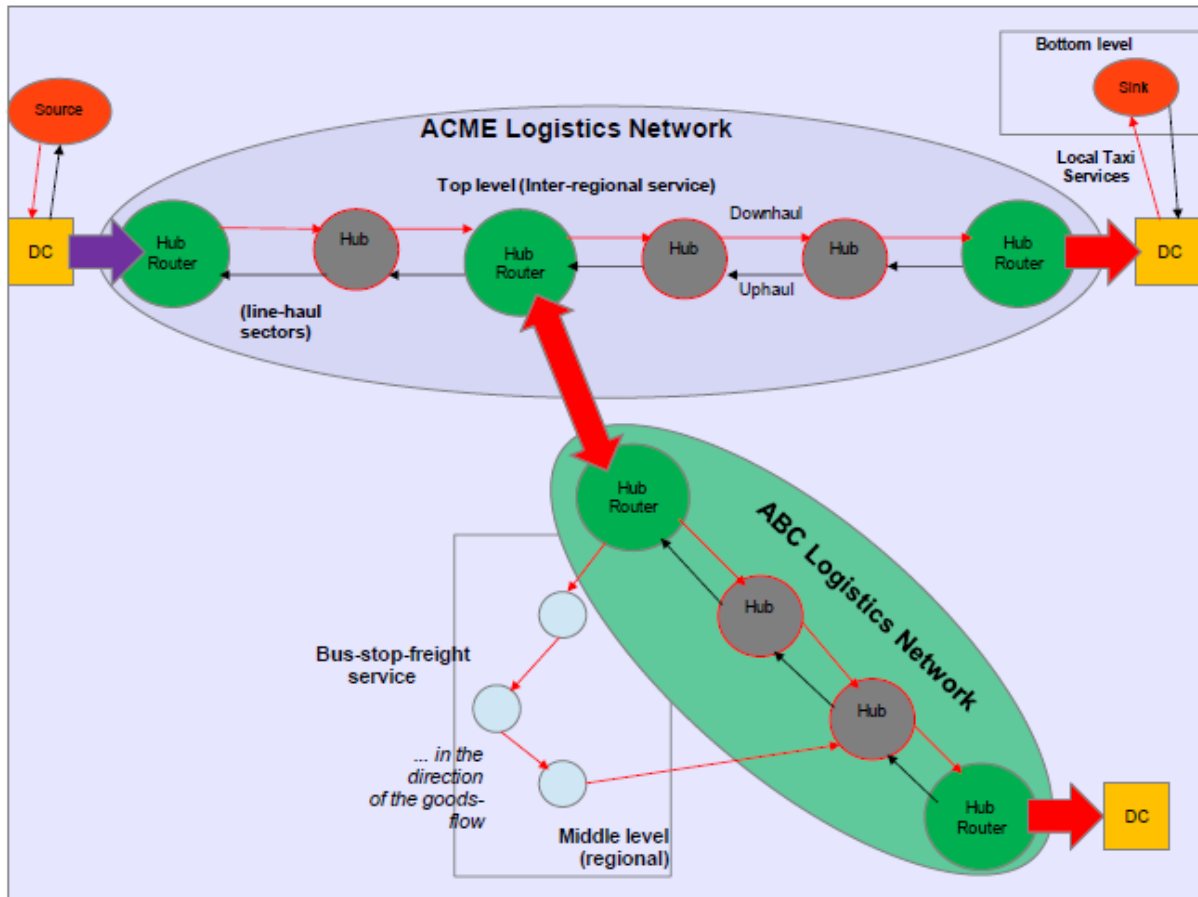 Bottom level
Source
Sink
ACME Logistics Network
Local Taxi
Services
Top level (Inter-regional service)
Downhaul
DC
Hub
Router
Hub
Hub
Router
Hub
Hub
Hub
Router
DC
Uphaul
(line-haul
sectors)
Hub
Router
ABC Logistics Network
Hub
Bus-stop-freight
service
Hub
... in the
direction
of the goods-
flow
Hub
Router
DC
Middle level
(regional)